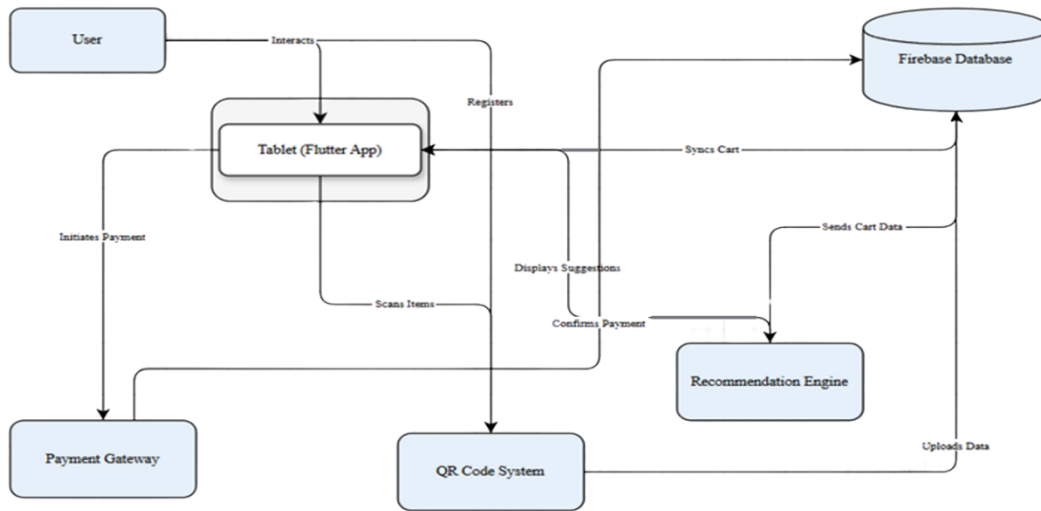 User
Interacts
Firebase Database
Registers
Tablet (Flutter App)
Syncs Cart
Initiates Payment
Sends Cart Data
Displays Suggestions
Scans Items
Confirms Payment
Recommendation Engine
Payment Gateway
QR Code System
Uploads Data